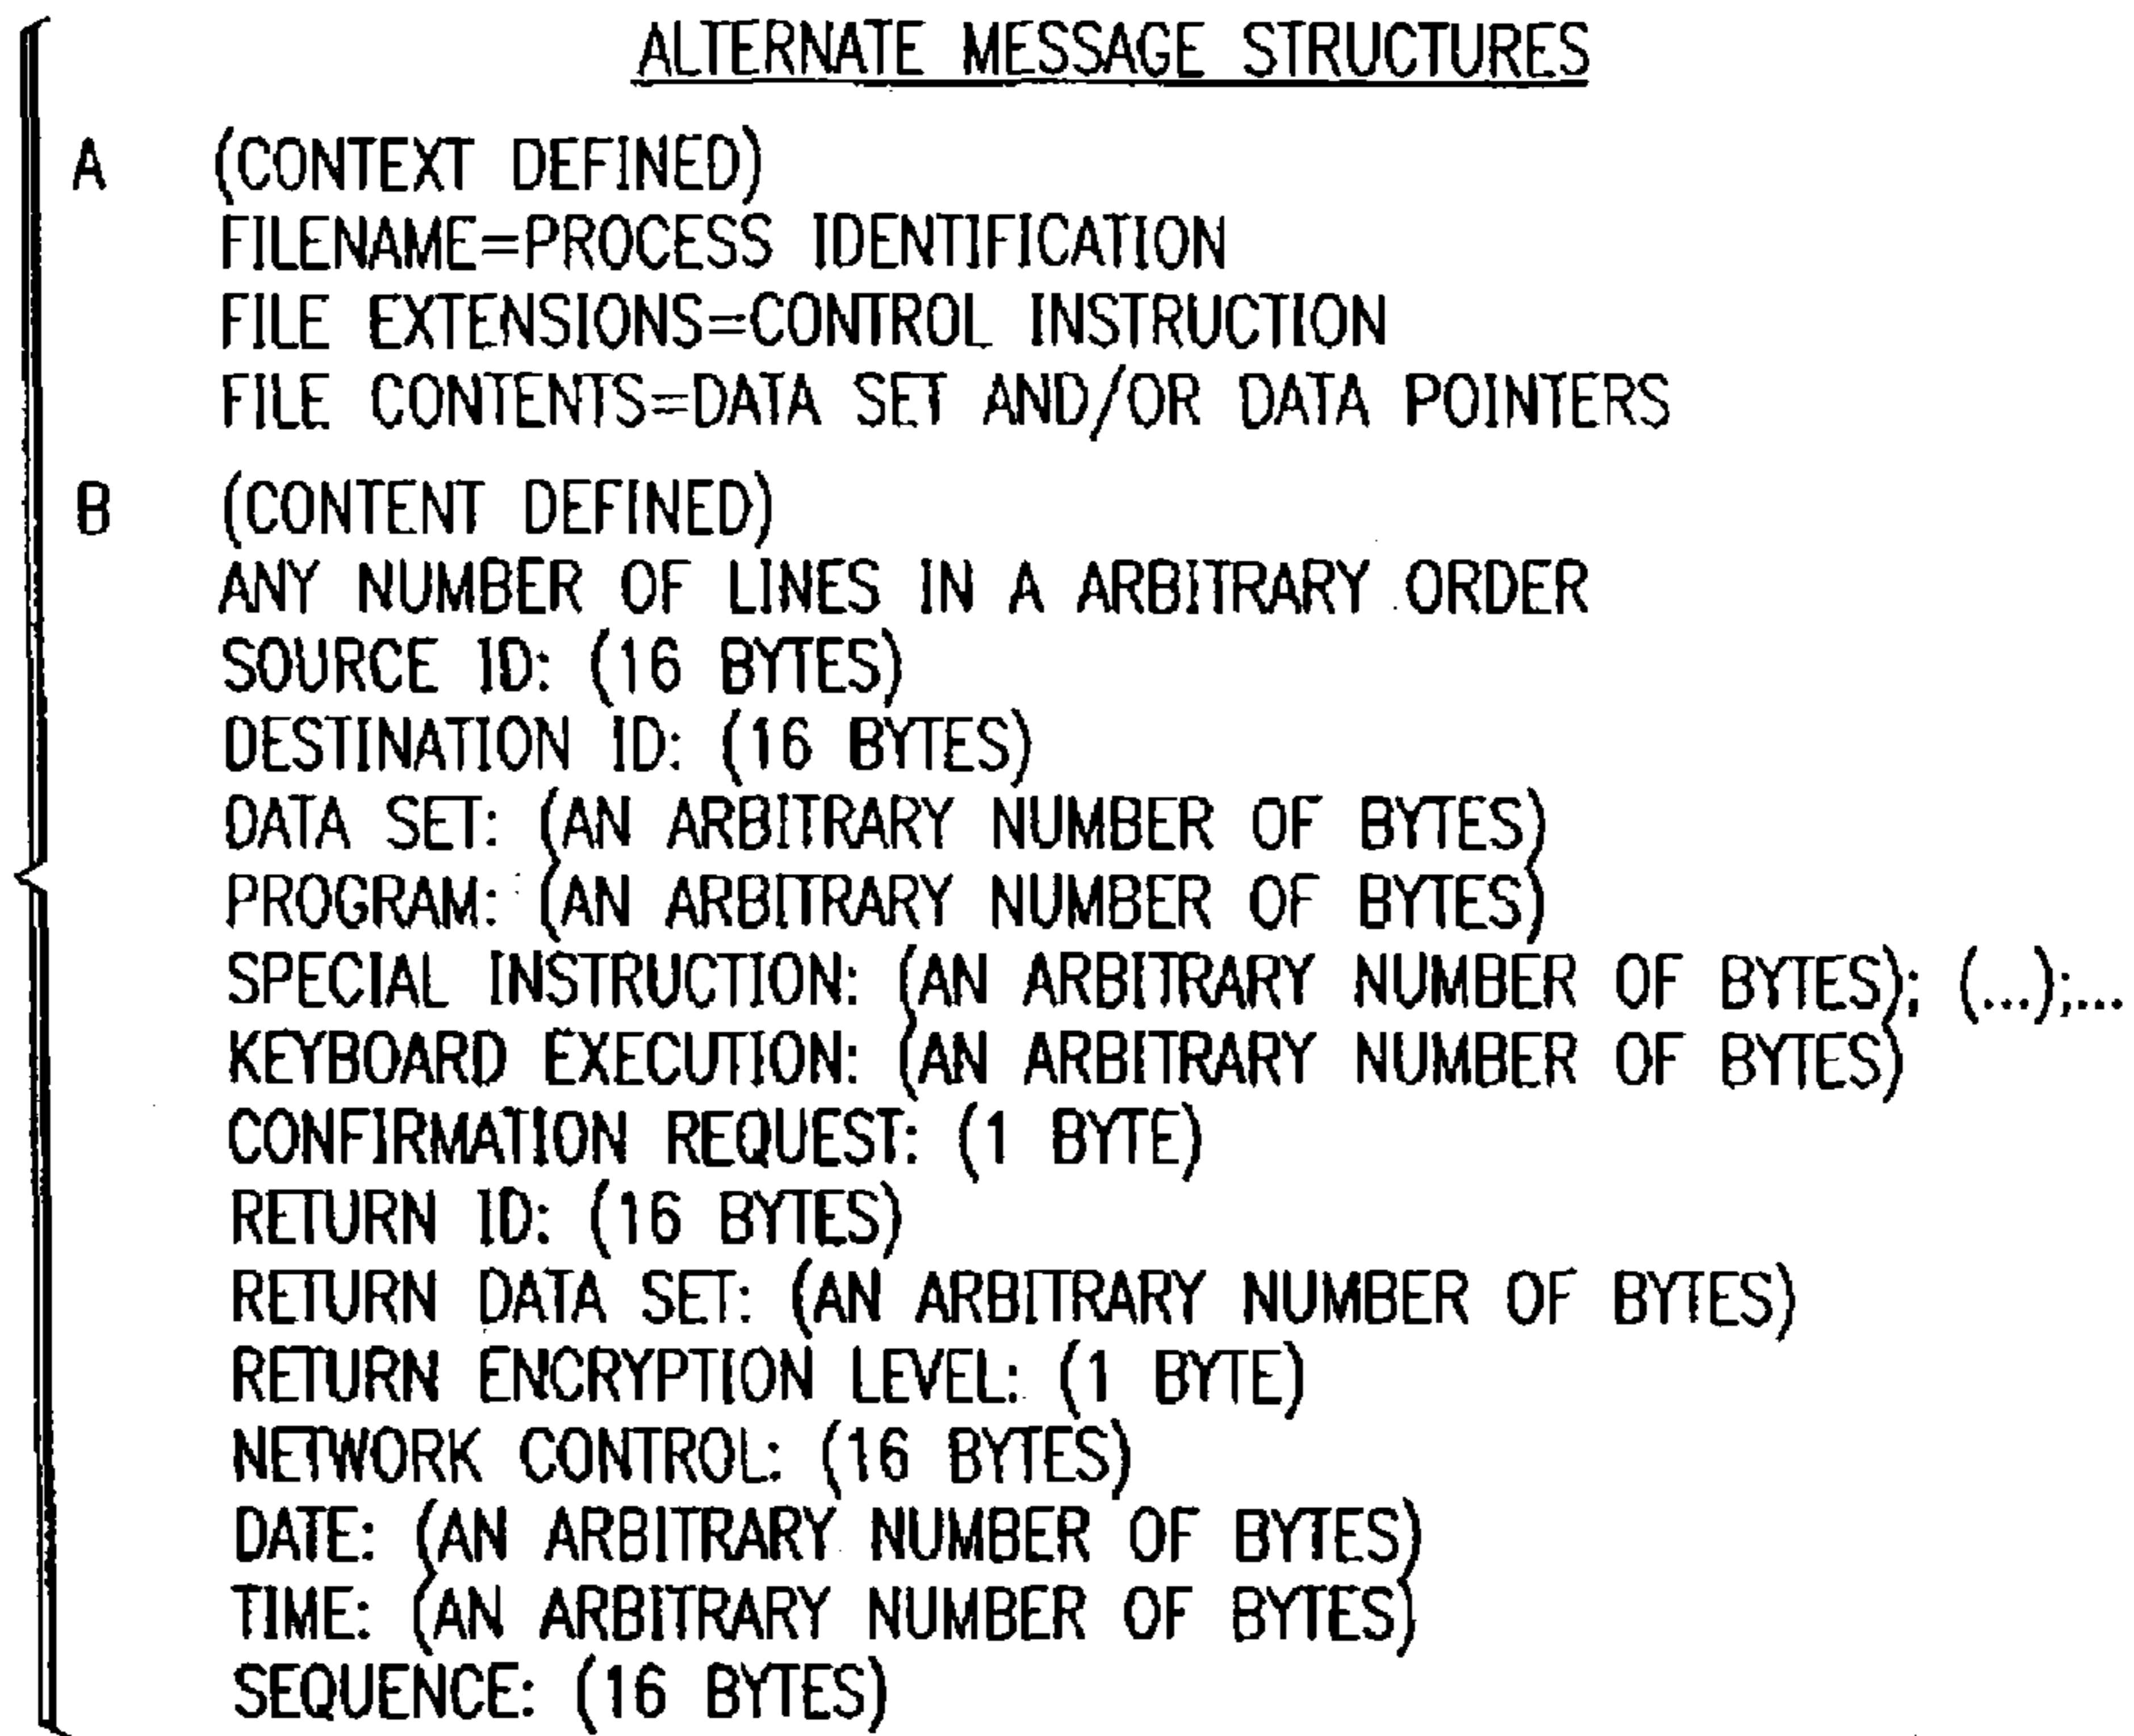 ALTERNATE MESSAGE STRUCTURES
A (CONTEXT DEFINED)
FILENAME=PROCESS IDENTIFICATION
FILE EXTENSIONS=CONTROL INSTRUCTION
FILE CONTENTS=DATA SET AND/OR DATA POINTERS
B (CONTENT DEFINED)
ANY NUMBER OF LINES IN A ARBITRARY ORDER
SOURCE ID: (16 BYTES)
DESTINATION ID: (16 BYTES)
DATA SET: (AN ARBITRARY NUMBER OF BYTES)
PROGRAM: (AN ARBITRARY NUMBER OF BYTES)
SPECIAL INSTRUCTION: (AN ARBITRARY NUMBER OF BYTES); (...);...
KEYBOARD EXECUTION: (AN ARBITRARY NUMBER OF BYTES)
CONFIRMATION REQUEST: (1 BYTE)
RETURN ID: (16 BYTES)
RETURN DATA SET: (AN ARBITRARY NUMBER OF BYTES)
RETURN ENCRYPTION LEVEL: (1 BYTE)
NETWORK CONTROL: (16 BYTES)
DATE: (AN ARBITRARY NUMBER OF BYTES)
TIME: (AN ARBITRARY NUMBER OF BYTES)
SEQUENCE: (16 BYTES)